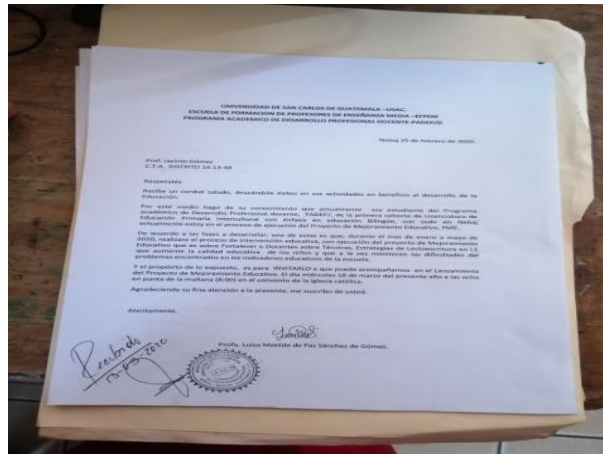 UNIVERDRIAD DE SAN CARLOS DE GUATEMALA –USAC.
ESCUELA DE FORMACION DE PROFESORES DE ENSEÑANZA MEDIA -EFPEM
PROGRAMA ACADEMICO DE DESARROLLO PROFESIONAL DOCENTE-PADEP/D
Nebaj 25 de febrero de 2020.
Prof. Jacinto Gómez
C.T.A. DISTRITO 14-13-48
Respetable.
Reciba un cordial saludo, deseándole éxitos en sus actividades en beneficio al desarrollo de la
Educación.
Por este medio hago de su conocimiento que actualmente soy estudiante del Programa
académico de Desarrollo Profesional docente, PADEP/, de la primera cohorte de Licenciatura de
Educación Primaria Intercultural con énfasis en educación Bilingüe, con sede en Nebaj
actualmente estoy en el proceso de ejecución del Proyecto de Mejoramiento Educativo, PME.
De acuerdo a las fases a desarrollar, una de estas es que, durante el mes de enero a mayo de
2020, realizare el proceso de intervención educativa, con ejecución del proyecto de Mejoramiento
Educativo que es sobre Fortalecer a Docentes sobre Técnicas, Estrategias de Lectoescritura en L1
que aumente la calidad educativa de los niños y que a la vez minimicen las dificultades del
problemas encontrados en los indicadores educativos de la escuela.
Y el propósito de lo expuesto, es para INVITARLO a que pueda acompañarnos en el Lanzamiento
del Proyecto de Mejoramiento Educativo. El día miércoles 18 de marzo del presente año a las ocho
en punta de la mañana (8:00) en el convento de la iglesia católica.
Agradeciendo su fina atención a la presente, me suscribo de usted.
Atentamente.
Profa. Luisa Matilde de Paz Sánchez de Gómez.
Recibido
13-03-2020